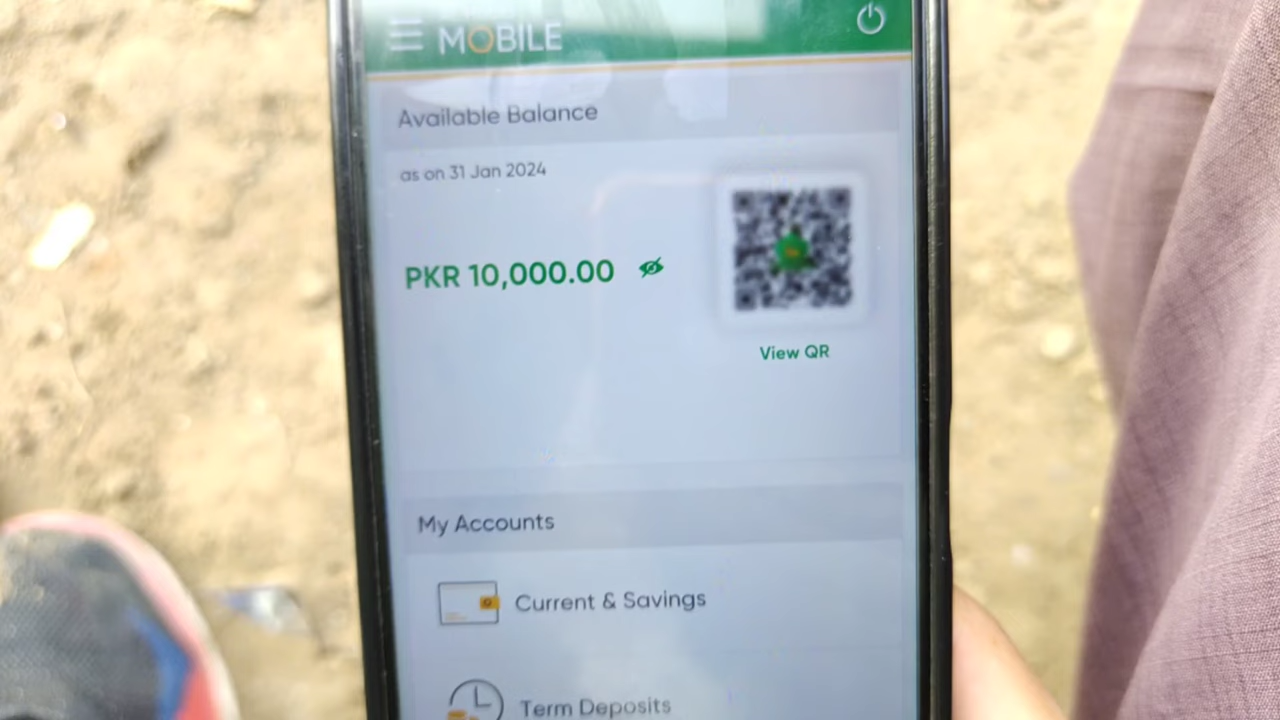 MOBILE
Available Balance
as on 31 Jan 2024
PKR 10,000.00
View QR
My Accounts
Current & Savings
Term Deposits